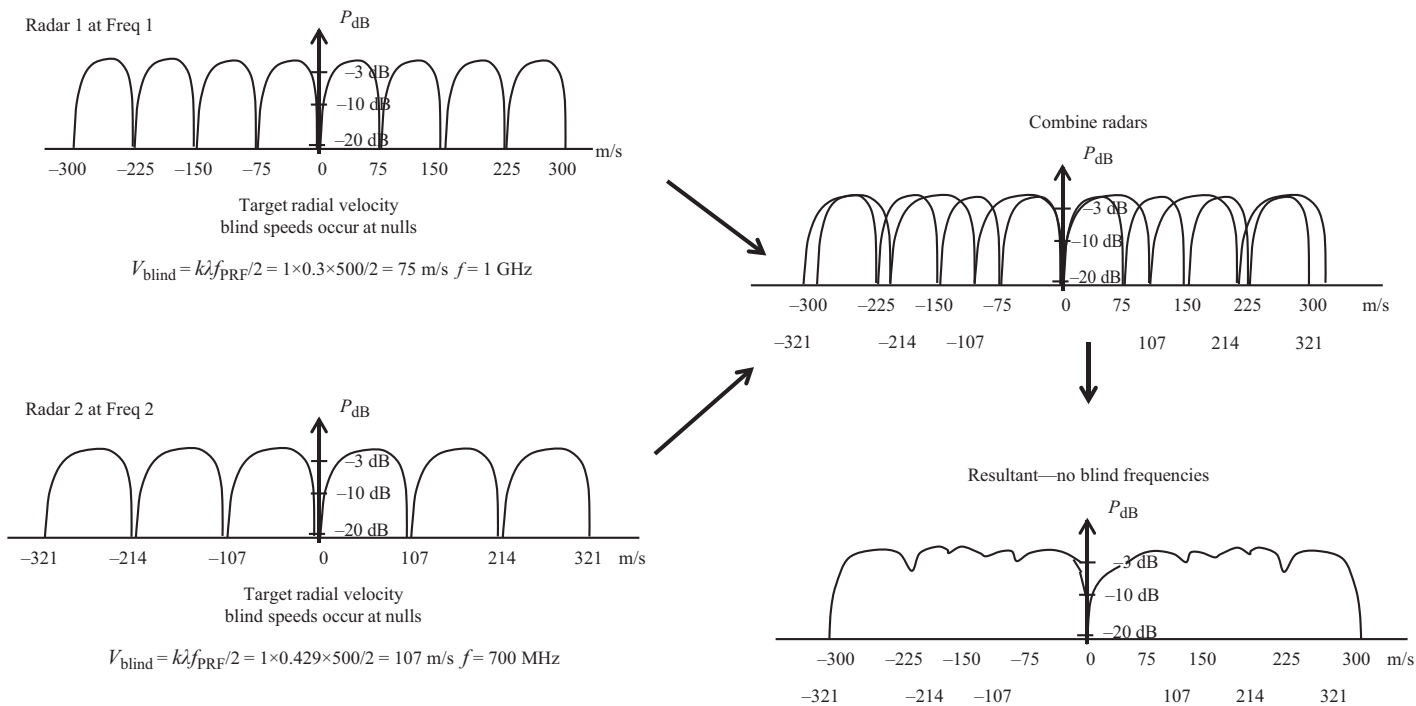 Radar 1 at Freq 1
P_dB
–3 dB
–10 dB
–20 dB
–300 –225 –150 –75 0 75 150 225 300 m/s
Target radial velocity
blind speeds occur at nulls
V_blind = kλf_PRF/2 = 1×0.3×500/2 = 75 m/s f = 1 GHz
Radar 2 at Freq 2
P_dB
–3 dB
–10 dB
–20 dB
–321 –214 –107 0 107 214 321 m/s
Target radial velocity
blind speeds occur at nulls
V_blind = kλf_PRF/2 = 1×0.429×500/2 = 107 m/s f = 700 MHz
Combine radars
P_dB
–3 dB
–10 dB
–20 dB
–300 –225 –150 –75 0 75 150 225 300 m/s
–321 –214 –107 107 214 321
Resultant—no blind frequencies
P_dB
–3 dB
–10 dB
–20 dB
–300 –225 –150 –75 0 75 150 225 300 m/s
–321 –214 –107 107 214 321